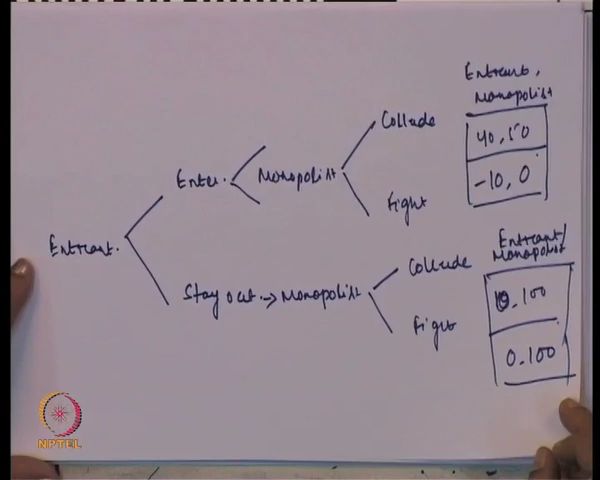 Entrant,
Monopolist
Collude
40, 50
Enter.
Monopolist
-10, 0
Fight
Entrant.
Entrant/
Monopolist
Collude
Stay out. → Monopolist
0.100
Fight
0.100
NPTEL